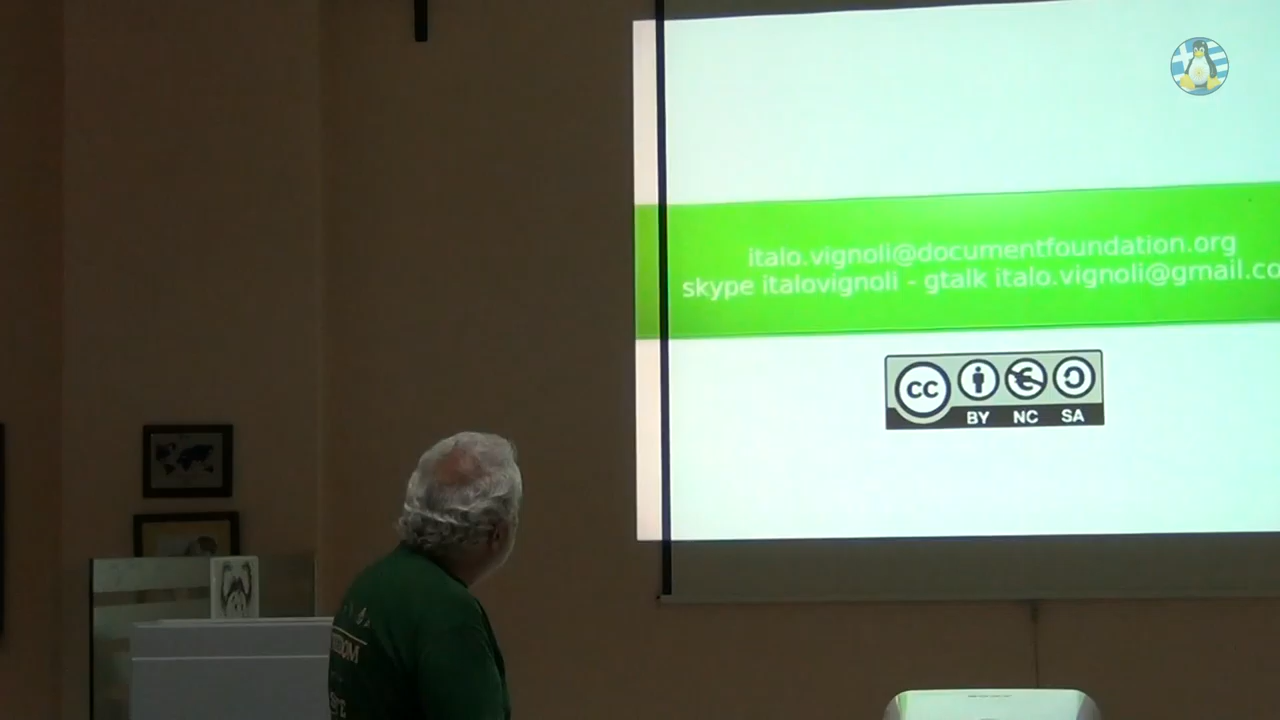 italo.vignoli@documentfoundation.org
skype italovignoli - gtalk italo.vignoli@gmail.co
cc
BY NC SA